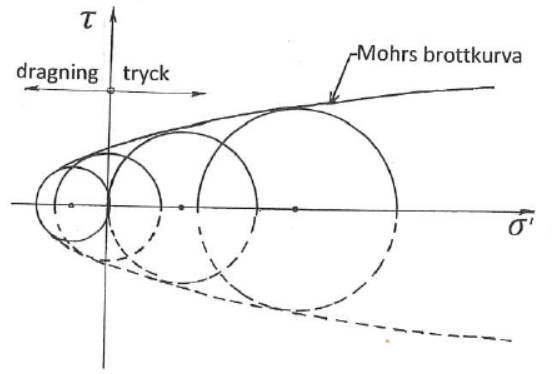 τ
dragning tryck
Mohrs brottkurva
σ'